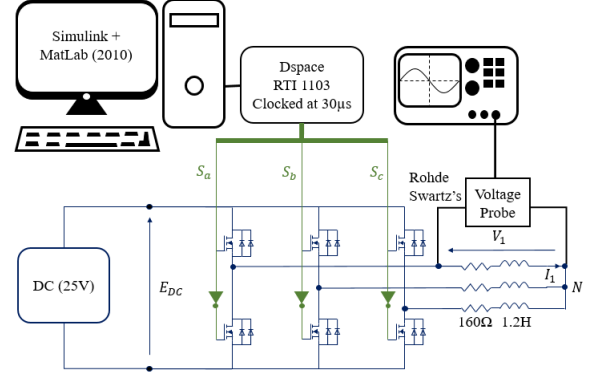 Simulink +
MatLab (2010)
Dspace
RTI 1103
Clocked at 30µs
Sa
Sb
Sc
Rohde
Swartz's
Voltage
Probe
V1
DC (25V)
EDC
I1
N
160Ω 1.2H